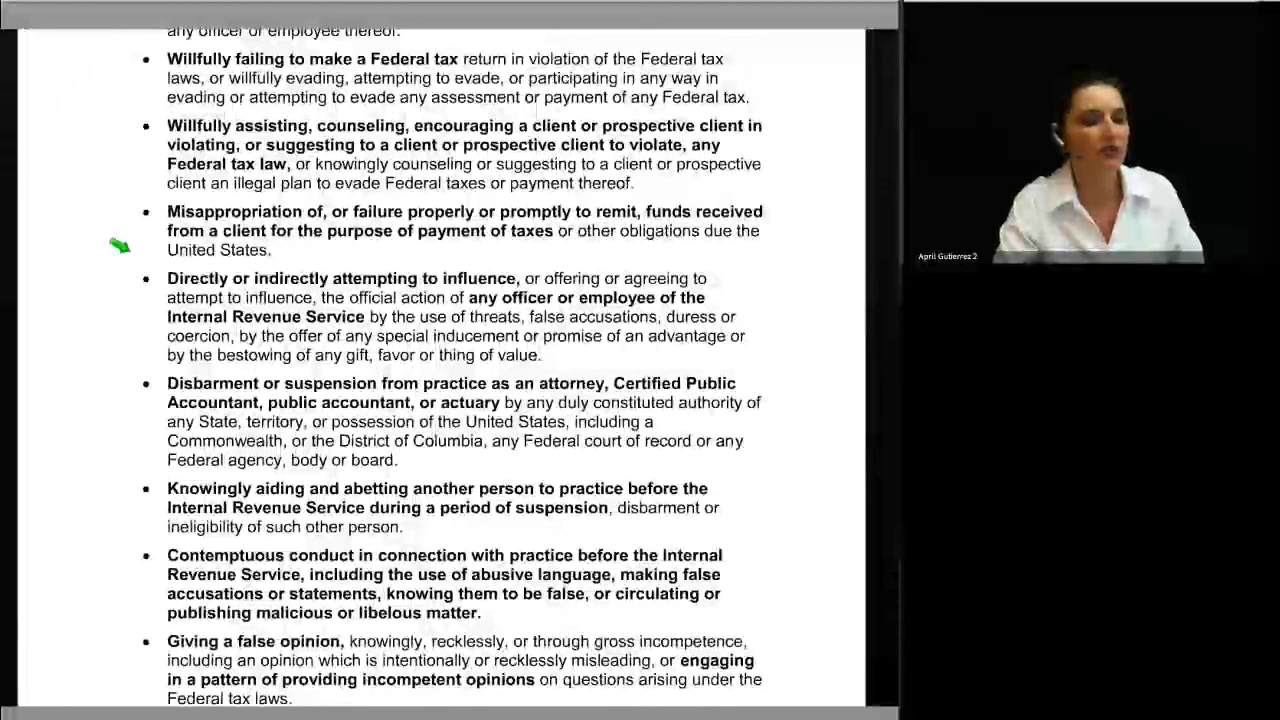 any officer or employee thereof.
• Willfully failing to make a Federal tax return in violation of the Federal tax
laws, or willfully evading, attempting to evade, or participating in any way in
evading or attempting to evade any assessment or payment of any Federal tax.
• Willfully assisting, counseling, encouraging a client or prospective client in
violating, or suggesting to a client or prospective client to violate, any
Federal tax law, or knowingly counseling or suggesting to a client or prospective
client an illegal plan to evade Federal taxes or payment thereof.
• Misappropriation of, or failure properly or promptly to remit, funds received
from a client for the purpose of payment of taxes or other obligations due the
United States.
• Directly or indirectly attempting to influence, or offering or agreeing to
attempt to influence, the official action of any officer or employee of the
Internal Revenue Service by the use of threats, false accusations, duress or
coercion, by the offer of any special inducement or promise of an advantage or
by the bestowing of any gift, favor or thing of value.
• Disbarment or suspension from practice as an attorney, Certified Public
Accountant, public accountant, or actuary by any duly constituted authority of
any State, territory, or possession of the United States, including a
Commonwealth, or the District of Columbia, any Federal court of record or any
Federal agency, body or board.
• Knowingly aiding and abetting another person to practice before the
Internal Revenue Service during a period of suspension, disbarment or
ineligibility of such other person.
• Contemptuous conduct in connection with practice before the Internal
Revenue Service, including the use of abusive language, making false
accusations or statements, knowing them to be false, or circulating or
publishing malicious or libelous matter.
• Giving a false opinion, knowingly, recklessly, or through gross incompetence,
including an opinion which is intentionally or recklessly misleading, or engaging
in a pattern of providing incompetent opinions on questions arising under the
Federal tax laws.
April Gutierrez 2